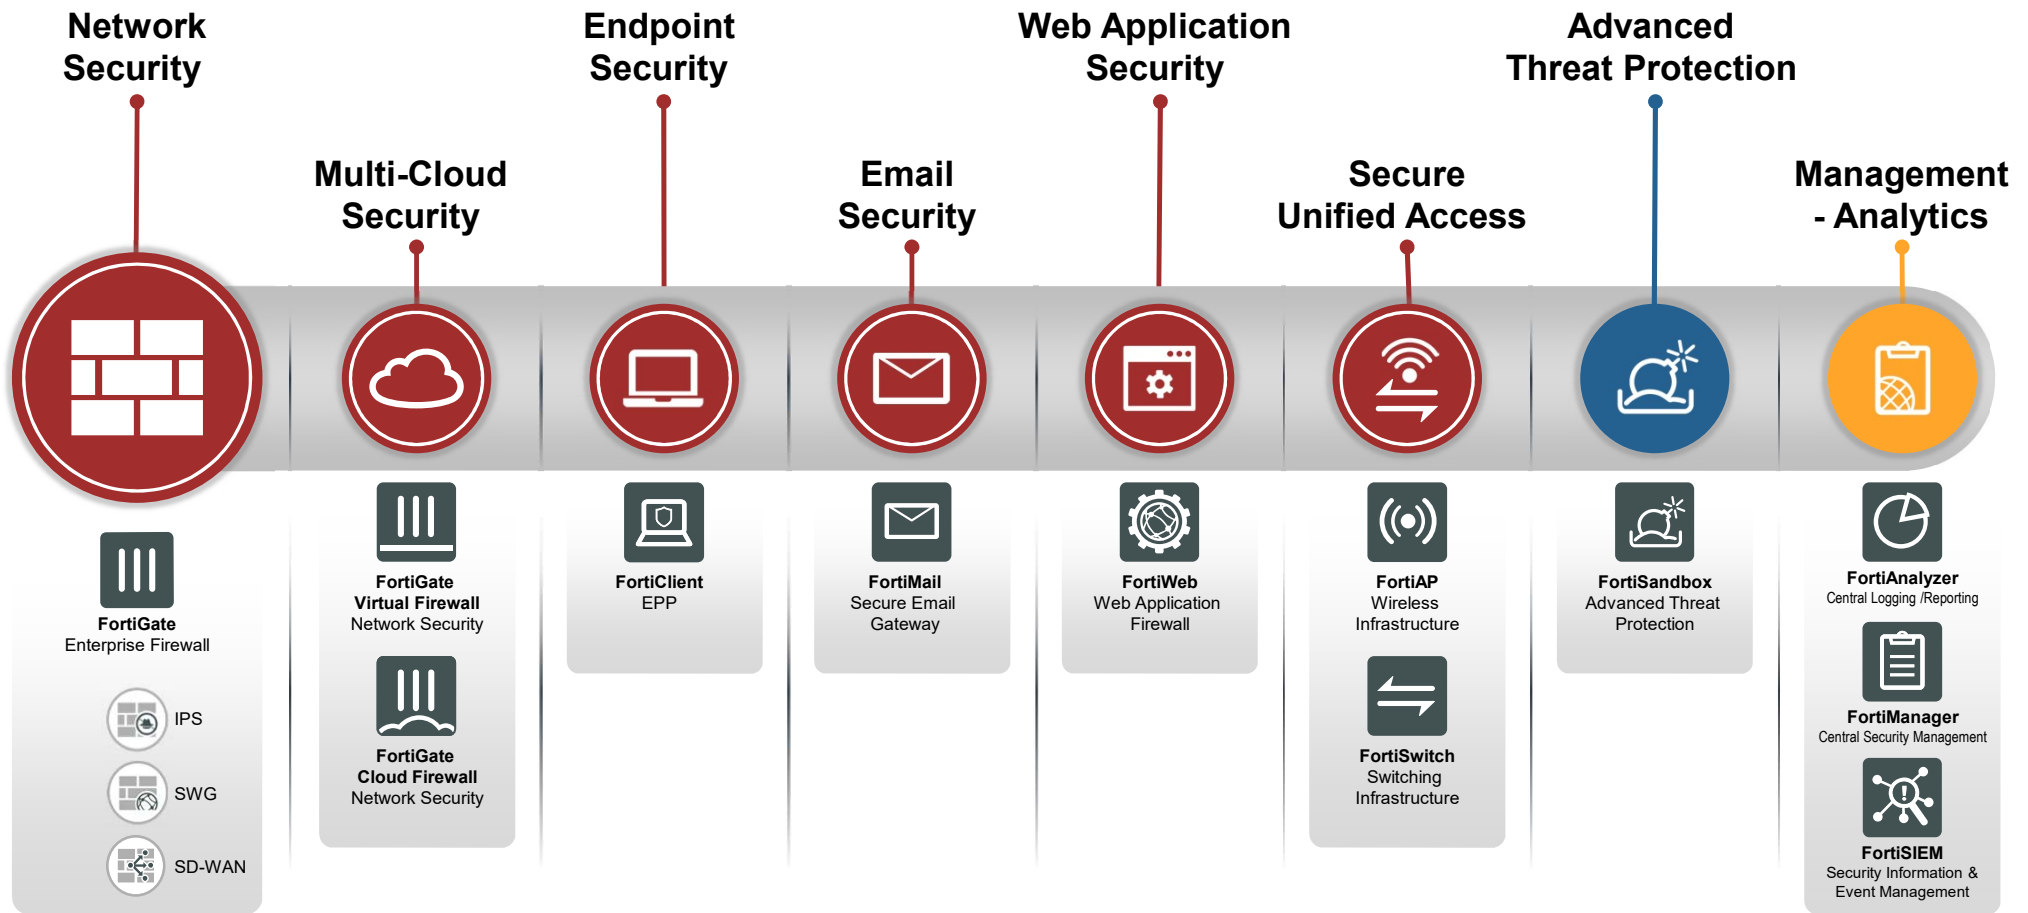 Network
Security
Endpoint
Security
Web Application
Security
Advanced
Threat Protection
Multi-Cloud
Security
Email
Security
Secure
Unified Access
Management
- Analytics
FortiGate
Enterprise Firewall
IPS
SWG
SD-WAN
FortiGate
Virtual Firewall
Network Security
FortiGate
Cloud Firewall
Network Security
FortiClient
EPP
FortiMail
Secure Email
Gateway
FortiWeb
Web Application
Firewall
FortiAP
Wireless
Infrastructure
FortiSwitch
Switching
Infrastructure
FortiSandbox
Advanced Threat
Protection
FortiAnalyzer
Central Logging /Reporting
FortiManager
Central Security Management
FortiSIEM
Security Information &
Event Management